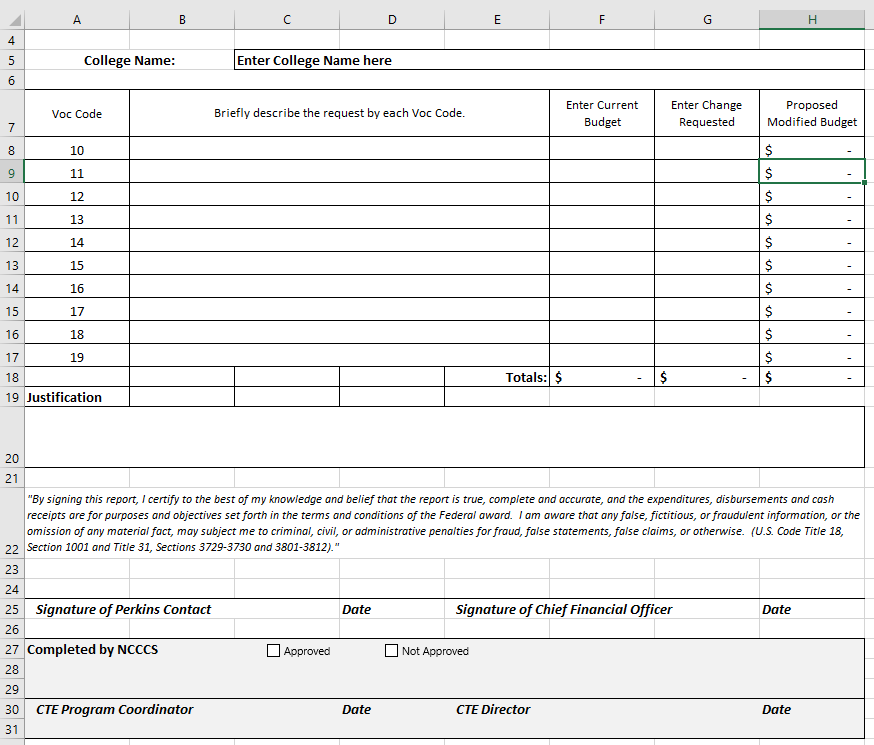 A B C D E F G H
4
5 College Name: Enter College Name here
6
7 Voc Code Briefly describe the request by each Voc Code. Enter Current Budget Enter Change Requested Proposed Modified Budget
8 10 $ -
9 11 $ -
10 12 $ -
11 13 $ -
12 14 $ -
13 15 $ -
14 16 $ -
15 17 $ -
16 18 $ -
17 19 $ -
18 Totals: $ - $ - $ -
19 Justification
20
21
"By signing this report, I certify to the best of my knowledge and belief that the report is true, complete and accurate, and the expenditures, disbursements and cash
receipts are for purposes and objectives set forth in the terms and conditions of the Federal award. I am aware that any false, fictitious, or fraudulent information, or the
omission of any material fact, may subject me to criminal, civil, or administrative penalties for fraud, false statements, false claims, or otherwise. (U.S. Code Title 18,
22 Section 1001 and Title 31, Sections 3729-3730 and 3801-3812)."
23
24
25 Signature of Perkins Contact Date Signature of Chief Financial Officer Date
26
27 Completed by NCCCS Approved Not Approved
28
29
30 CTE Program Coordinator Date CTE Director Date
31